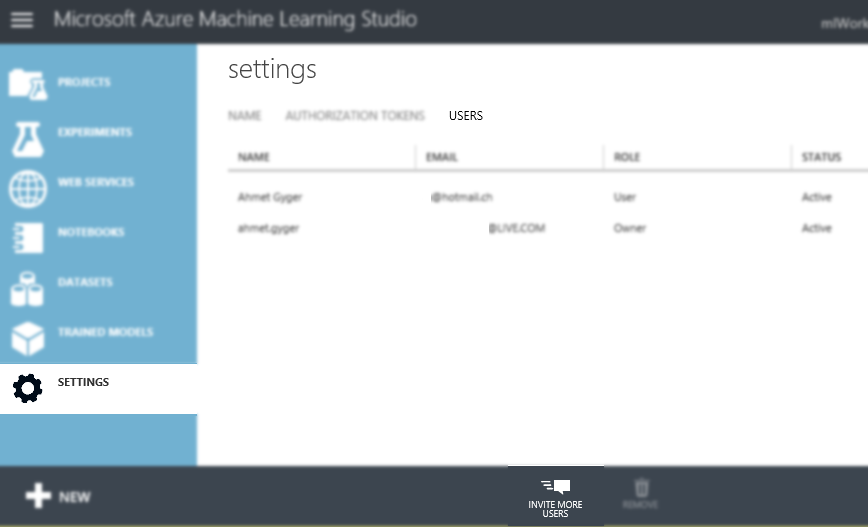 Microsoft Azure Machine Learning Studio
mlWork
PROJECTS
EXPERIMENTS
WEB SERVICES
NOTEBOOKS
DATASETS
TRAINED MODELS
SETTINGS
settings
NAME AUTHORIZATION TOKENS USERS
NAME EMAIL ROLE STATUS
Ahmet Gyger @hotmail.ch User Active
ahmet.gyger @LIVE.COM Owner Active
NEW
INVITE MORE
USERS
REMOVE